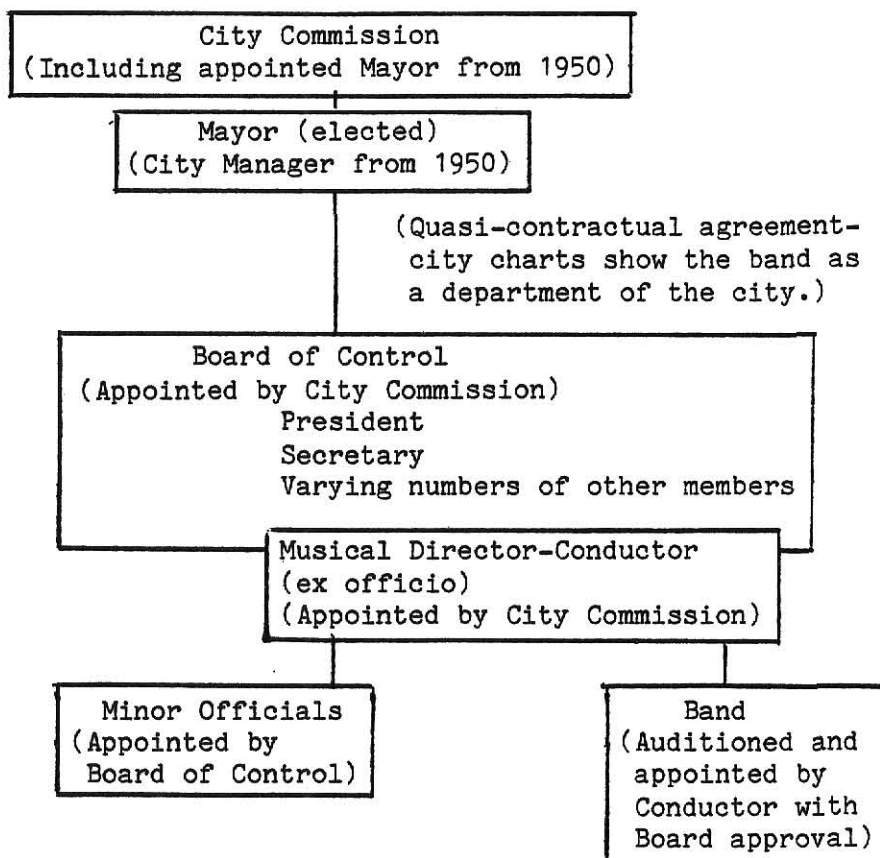 City Commission
(Including appointed Mayor from 1950)
Mayor (elected)
(City Manager from 1950)
(Quasi-contractual agreement-
city charts show the band as
a department of the city.)
Board of Control
(Appointed by City Commission)
President
Secretary
Varying numbers of other members
Musical Director-Conductor
(ex officio)
(Appointed by City Commission)
Minor Officials
(Appointed by
Board of Control)
Band
(Auditioned and
appointed by
Conductor with
Board approval)